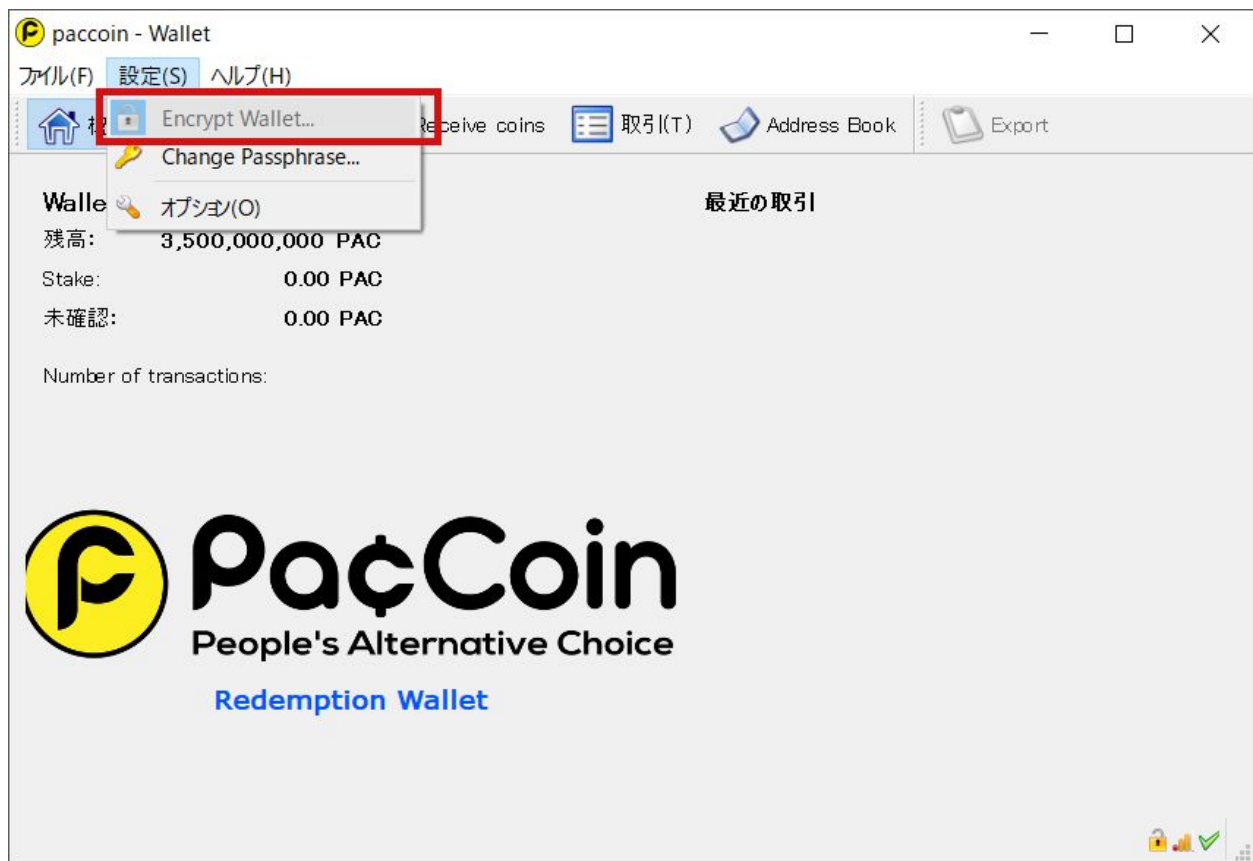 paccoin - Wallet
ファイル(F) 設定(S) ヘルプ(H)
Encrypt Wallet...
Receive coins 取引(T) Address Book Export
Change Passphrase...
オプション(O)
最近の取引
残高: 3,500,000,000 PAC
Stake: 0.00 PAC
未確認: 0.00 PAC
Number of transactions:
Pa¢Coin
People's Alternative Choice
Redemption Wallet